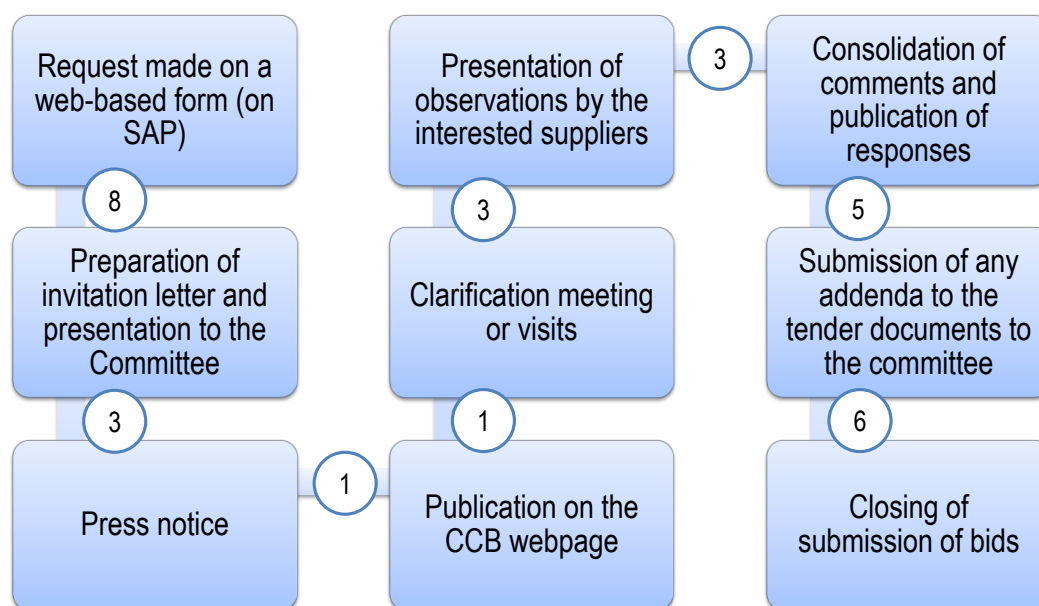 Request made on a
web-based form (on
SAP)
8
Preparation of
invitation letter and
presentation to the
Committee
3
Press notice
1
Publication on the
CCB webpage
1
Clarification meeting
or visits
3
Presentation of
observations by the
interested suppliers
3
Consolidation of
comments and
publication of
responses
5
Submission of any
addenda to the
tender documents to
the committee
6
Closing of
submission of bids